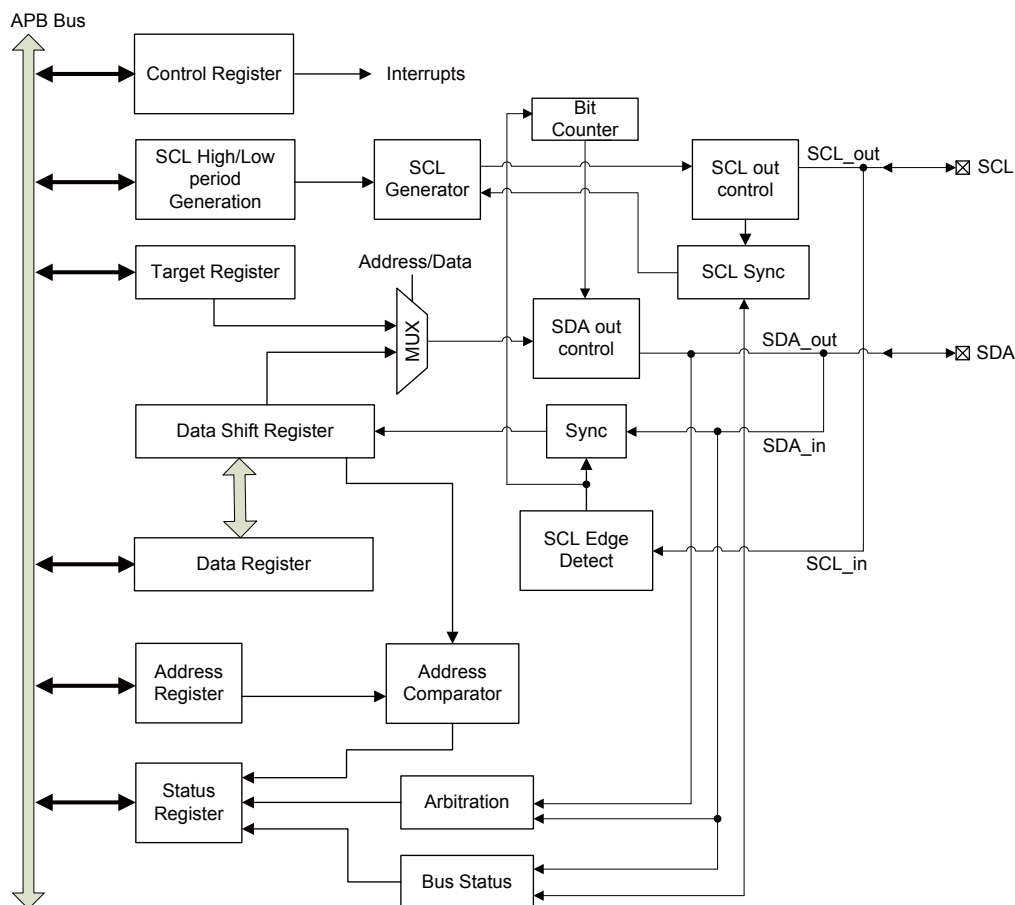 APB Bus
Control Register
Interrupts
Bit
Counter
SCL High/Low
period
Generation
SCL
Generator
SCL out
control
SCL_out
SCL
Target Register
Address/Data
SCL Sync
MUX
SDA out
control
SDA_out
SDA
Data Shift Register
Sync
SDA_in
SCL Edge
Detect
SCL_in
Data Register
Address
Register
Address
Comparator
Status
Register
Arbitration
Bus Status